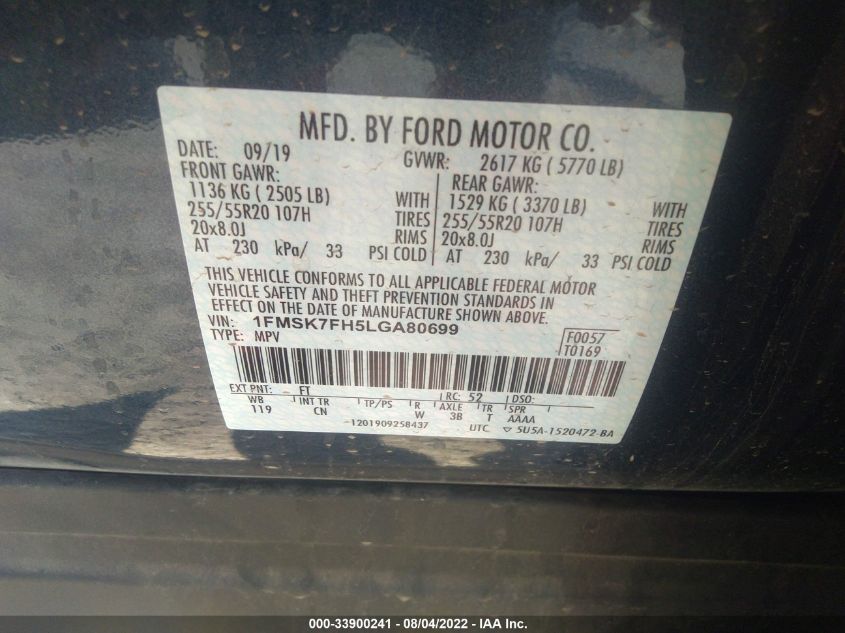 MFD. BY FORD MOTOR CO.
DATE: 09/19 GVWR: 2617 KG ( 5770 LB)
FRONT GAWR: REAR GAWR:
1136 KG ( 2505 LB) WITH 1529 KG ( 3370 LB) WITH
255/55R20 107H TIRES 255/55R20 107H TIRES
20x8.0J RIMS 20x8.0J RIMS
AT 230 kPa/ 33 PSI COLD AT 230 kPa/ 33 PSI COLD
THIS VEHICLE CONFORMS TO ALL APPLICABLE FEDERAL MOTOR
VEHICLE SAFETY AND THEFT PREVENTION STANDARDS IN
EFFECT ON THE DATE OF MANUFACTURE SHOWN ABOVE.
VIN: 1FMSK7FH5LGA80699
TYPE: MPV
F0057
T0169
EXT PNT: FT RC: 52 DSO:
WB INT TR TP/PS R AXLE TR SPR
119 CN W 3B T AAAA
-1201909258437 UTC ▽ 5U5A-1520472-BA
000-33900241 - 08/04/2022 - IAA Inc.